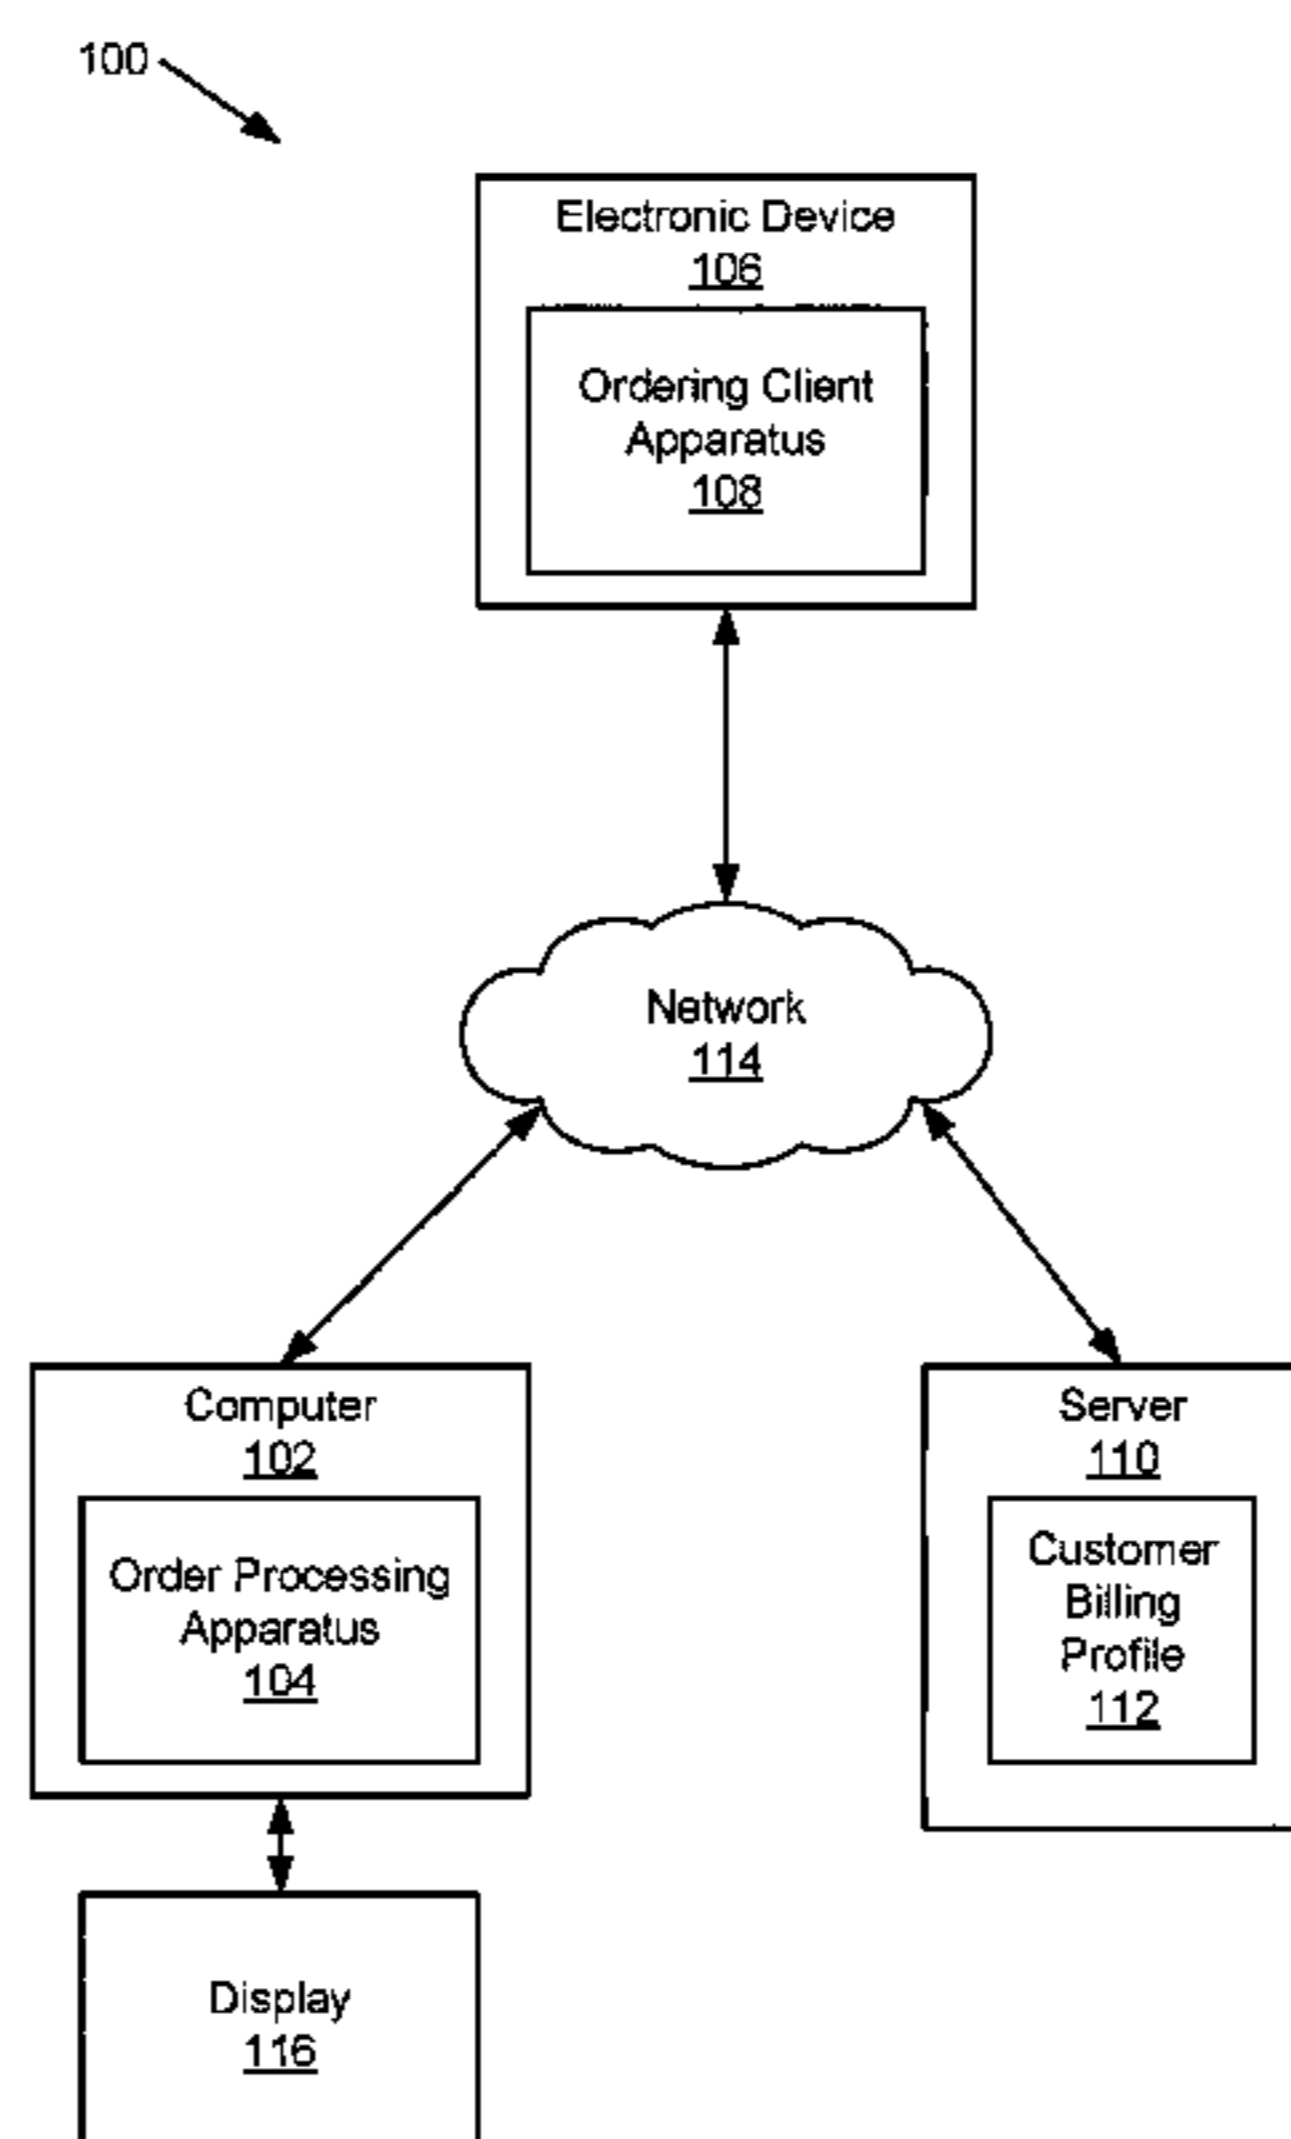 100
Electronic Device
106
Ordering Client
Apparatus
108
Network
114
Computer
102
Order Processing
Apparatus
104
Server
110
Customer
Billing
Profile
112
Display
116